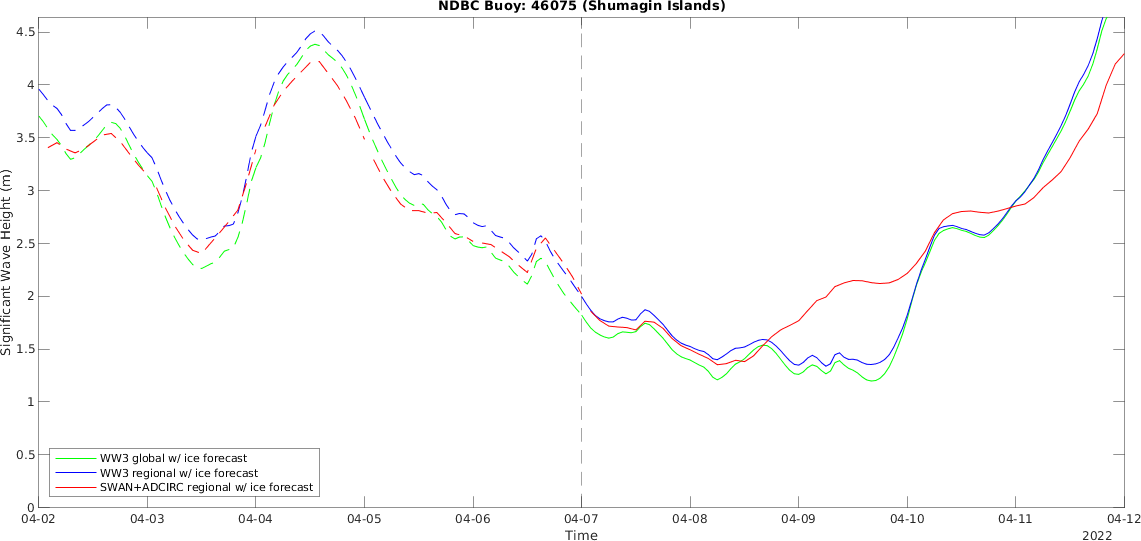 NDBC Buoy: 46075 (Shumagin Islands)
4.5
4
3.5
3
2.5
2
1.5
1
0.5
0
Significant Wave Height (m)
WW3 global w/ ice forecast
WW3 regional w/ ice forecast
SWAN+ADCIRC regional w/ ice forecast
04-02 04-03 04-04 04-05 04-06 04-07 04-08 04-09 04-10 04-11 04-12
Time
2022